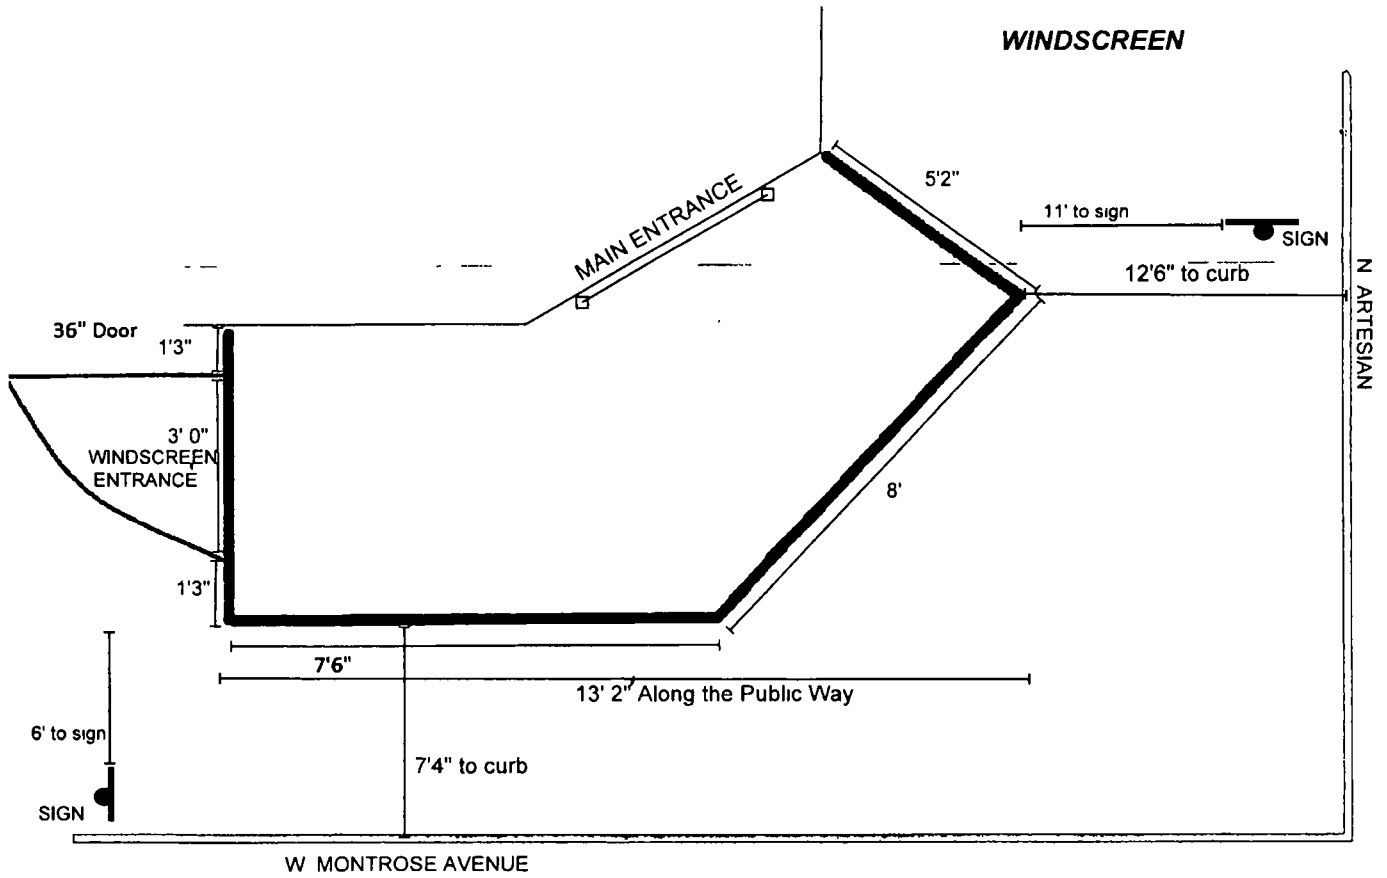 WINDSCREEN
5'2"
MAIN ENTRANCE
11' to sign
SIGN
12'6" to curb
N ARTESIAN
36" Door
1'3"
3' 0"
WINDSCREEN
ENTRANCE
8'
1'3"
7'6"
13' 2" Along the Public Way
6' to sign
7'4" to curb
SIGN
W MONTROSE AVENUE